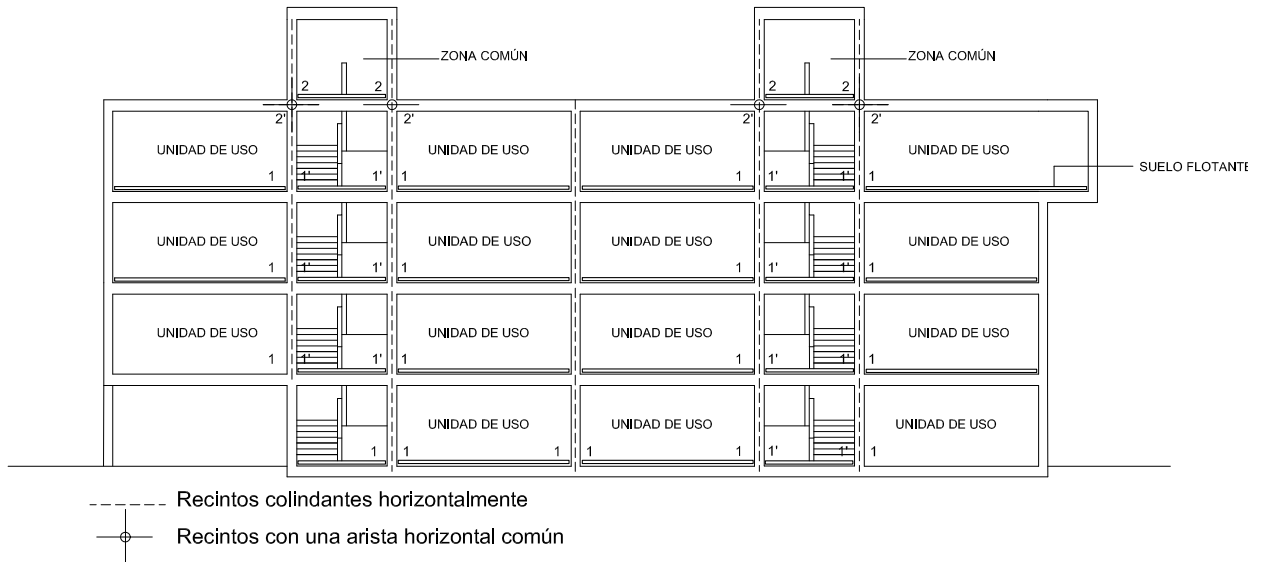 ZONA COMÚN ZONA COMÚN
2 2 2 2
2' 2' 2' 2'
UNIDAD DE USO UNIDAD DE USO UNIDAD DE USO UNIDAD DE USO
SUELO FLOTANTE
1 1' 1' 1 1 1' 1' 1
UNIDAD DE USO UNIDAD DE USO UNIDAD DE USO UNIDAD DE USO
1 1' 1' 1 1 1' 1' 1
UNIDAD DE USO UNIDAD DE USO UNIDAD DE USO UNIDAD DE USO
1 1' 1' 1 1 1' 1' 1
UNIDAD DE USO UNIDAD DE USO UNIDAD DE USO
1 1 1 1 1 1' 1' 1
Recintos colindantes horizontalmente
Recintos con una arista horizontal común